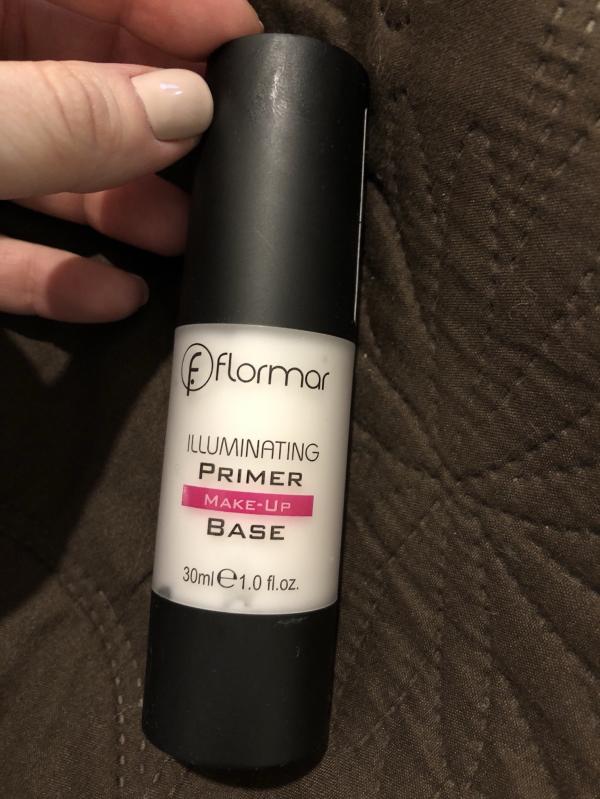 flormar
ILLUMINATING
PRIMER
MAKE-UP
BASE
30ml e 1.0 fl.oz.